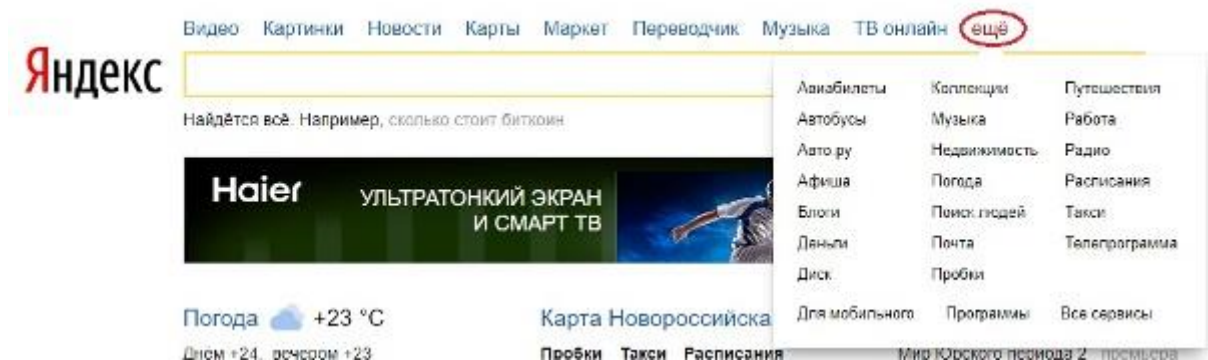 Видео Картинки Новости Карты Маркет Переводчик Музыка ТВ онлайн ещё
Яндекс
Найдётся всё. Например, сколько стоит биткоин
Авиабилеты Коллекции Путешествия
Автобусы Музыка Работа
Авто.ру Недвижимость Радио
Афиша Погода Расписания
Блоги Поиск людей Такси
Деньги Почта Телепрограмма
Диск Пробки
Для мобильного Программы Все сервисы
Haier
УЛЬТРАТОНКИЙ ЭКРАН
И СМАРТ ТВ
Погода +23 °C
Днём +24, вечером +23
Карта Новороссийска
Пробки Такси Расписания
Мир Юрского периода 2 премьера